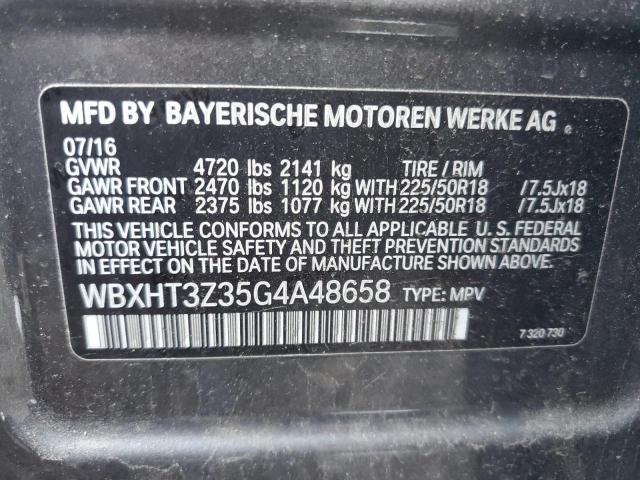 MFD BY BAYERISCHE MOTOREN WERKE AG
07/16
GVWR 4720 lbs 2141 kg TIRE / RIM
GAWR FRONT 2470 lbs 1120 kg WITH 225/50R18 /7.5Jx18
GAWR REAR 2375 lbs 1077 kg WITH 225/50R18 /7.5Jx18
THIS VEHICLE CONFORMS TO ALL APPLICABLE U. S. FEDERAL
MOTOR VEHICLE SAFETY AND THEFT PREVENTION STANDARDS
IN EFFECT ON THE DATE OF MANUFACTURE SHOWN ABOVE.
WBXHT3Z35G4A48658 TYPE: MPV
7 320 730